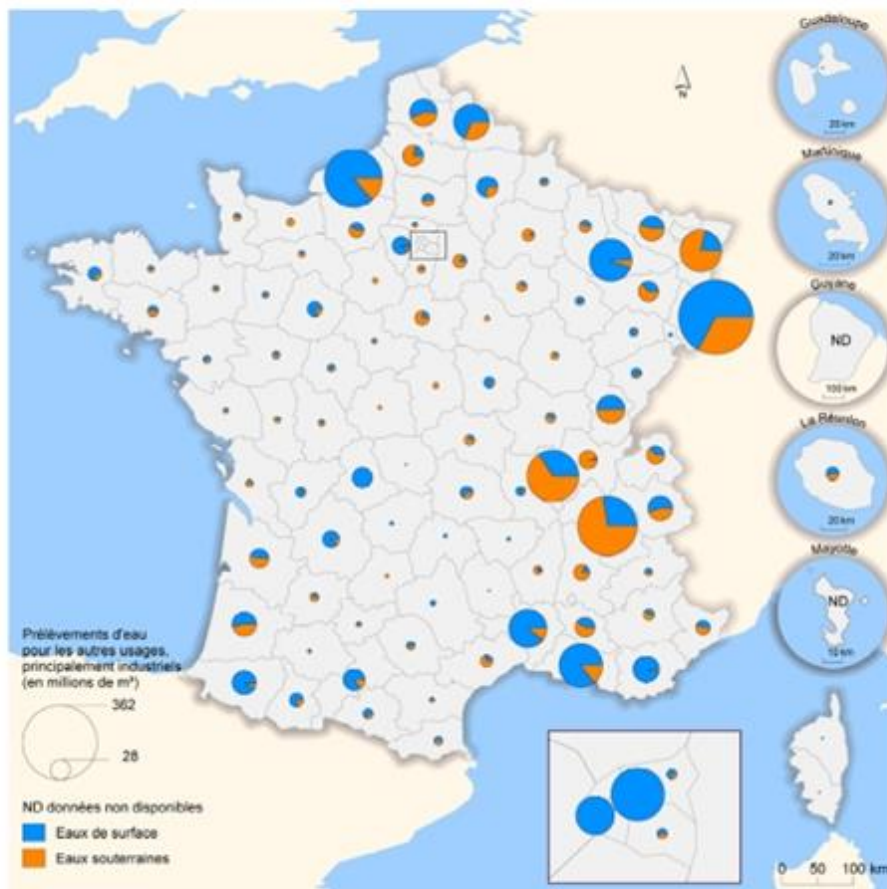 Guadeloupe
N
20 km
Martinique
20 km
Guyane
ND
100 km
La Réunion
20 km
Mayotte
ND
10 km
Prélèvements d'eau
pour les autres usages,
principalement industriels
(en millions de m³)
362
28
ND données non disponibles
Eaux de surface
Eaux souterraines
0 50 100 km